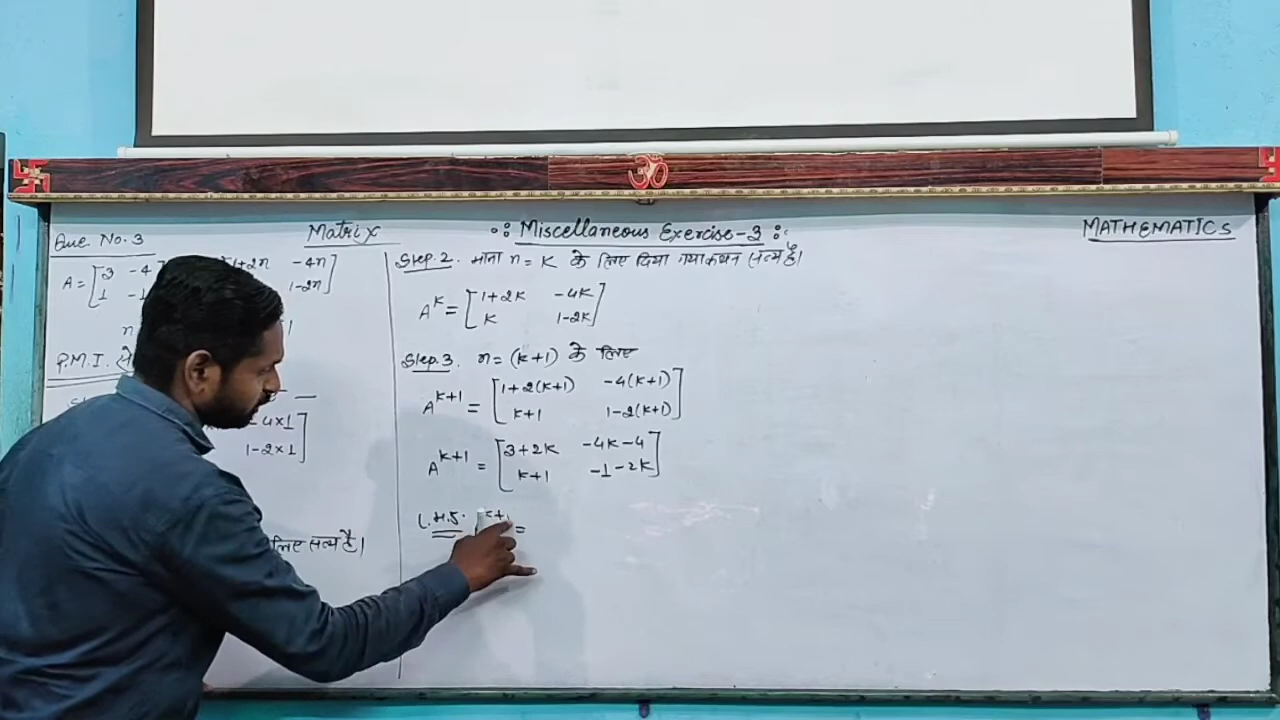 Que No. 3
Matrix
∴ Miscellaneous Exercise-3 :
MATHEMATICS
A = [3 -4
1 -1
1+2n -4n]
1-2n]
n
P.M.I. से
-4×1]
1-2×1]
लिए सत्य है।
Step.2. माना n = K के लिए दिया गया कथन सत्य है।
A^K = [1+2K -4K]
[K 1-2K]
Step.3. n = (K+1) के लिए
A^K+1 = [1+2(K+1) -4(K+1)]
[K+1 1-2(K+1)]
A^K+1 = [3+2K -4K-4]
[K+1 -1-2K]
L.H.S. =